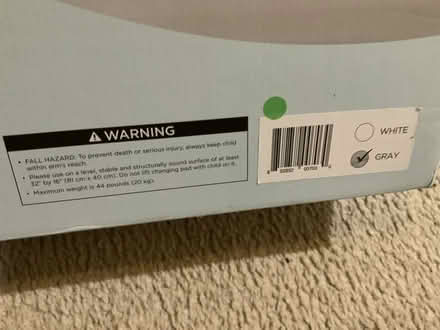 WARNING
• FALL HAZARD: To prevent death or serious injury, always keep child
within arm's reach.
• Please use on a level, stable and structurally sound surface of at least
32" by 16" (81 cm x 40 cm). Do not lift changing pad with child on it.
• Maximum weight is 44 pounds (20 kg).
WHITE
GRAY